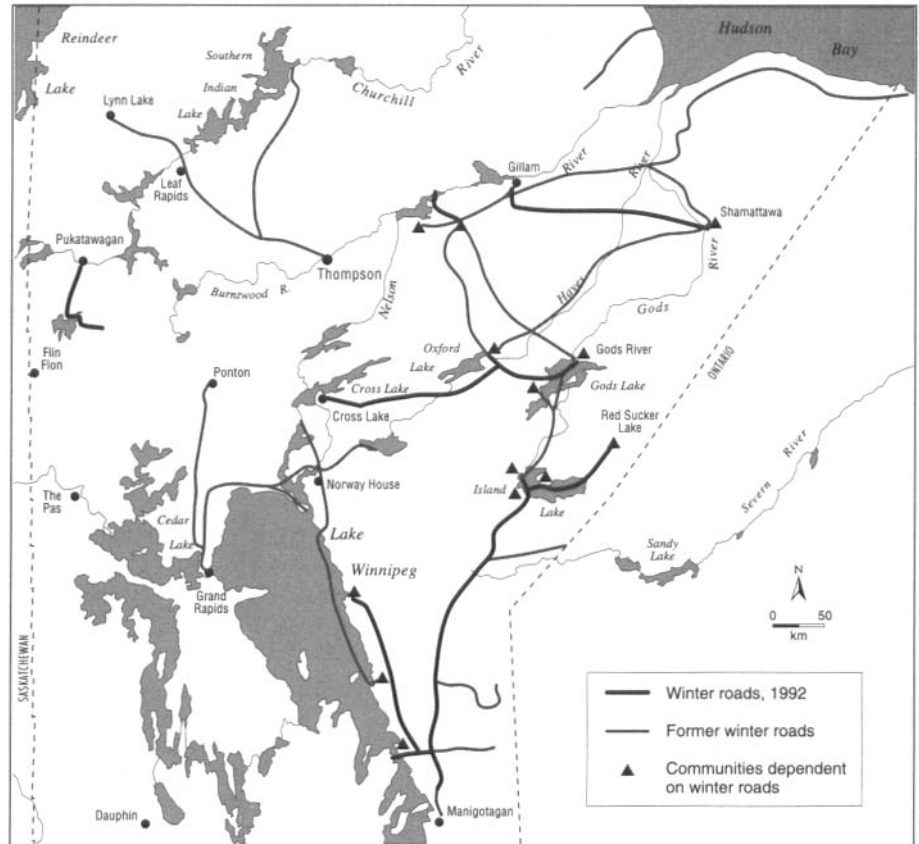 Reindeer
Lake
Southern
Indian
Lake
Churchill
River
Hudson
Bay
Lynn Lake
Leaf
Rapids
Gillam
River
River
Shamattawa
River
Pukatawagan
Thompson
Burntwood R.
Nelson
Hayes
Gods
Flin
Flon
Ponton
Oxford
Lake
Gods River
Gods Lake
ONTARIO
Cross Lake
Cross Lake
Red Sucker
Lake
The
Pas
Norway House
Island
Lake
Severn River
Cedar
Lake
Lake
Winnipeg
Grand
Rapids
Sandy
Lake
N
0 50
km
SASKATCHEWAN
Winter roads, 1992
Former winter roads
Communities dependent
on winter roads
Dauphin
Manigotagan